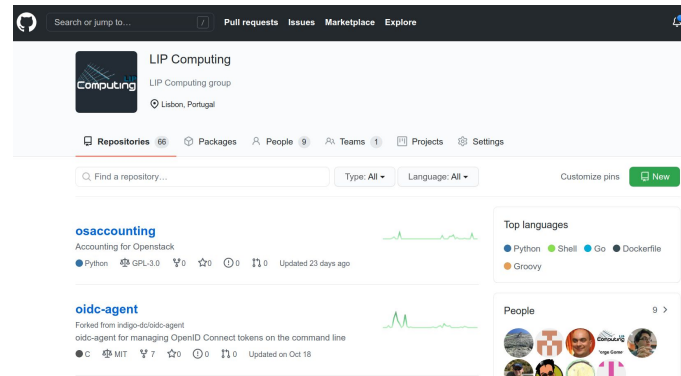 Search or jump to... / Pull requests Issues Marketplace Explore
LIP Computing
LIP Computing group
Lisbon, Portugal
LIP
Computing
Repositories 66 Packages People 9 Teams 1 Projects Settings
Find a repository... Type: All Language: All Customize pins New
osaccounting
Accounting for Openstack
Python GPL-3.0 0 0 0 0 Updated 23 days ago
oidc-agent
Forked from indigo-dc/oidc-agent
oidc-agent for managing OpenID Connect tokens on the command line
C MIT 7 0 0 0 Updated on Oct 18
Top languages
Python Shell Go Dockerfile
Groovy
People 9 >
Computing